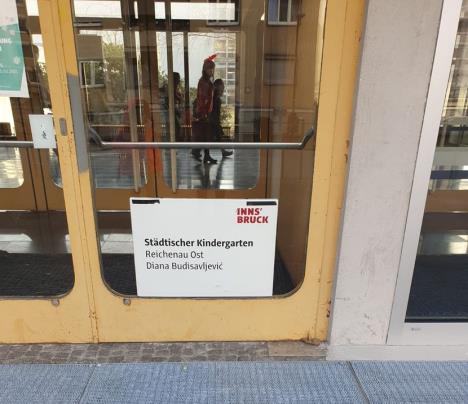 INNS'
BRUCK
Städtischer Kindergarten
Reichenau Ost
Diana Budisavljević